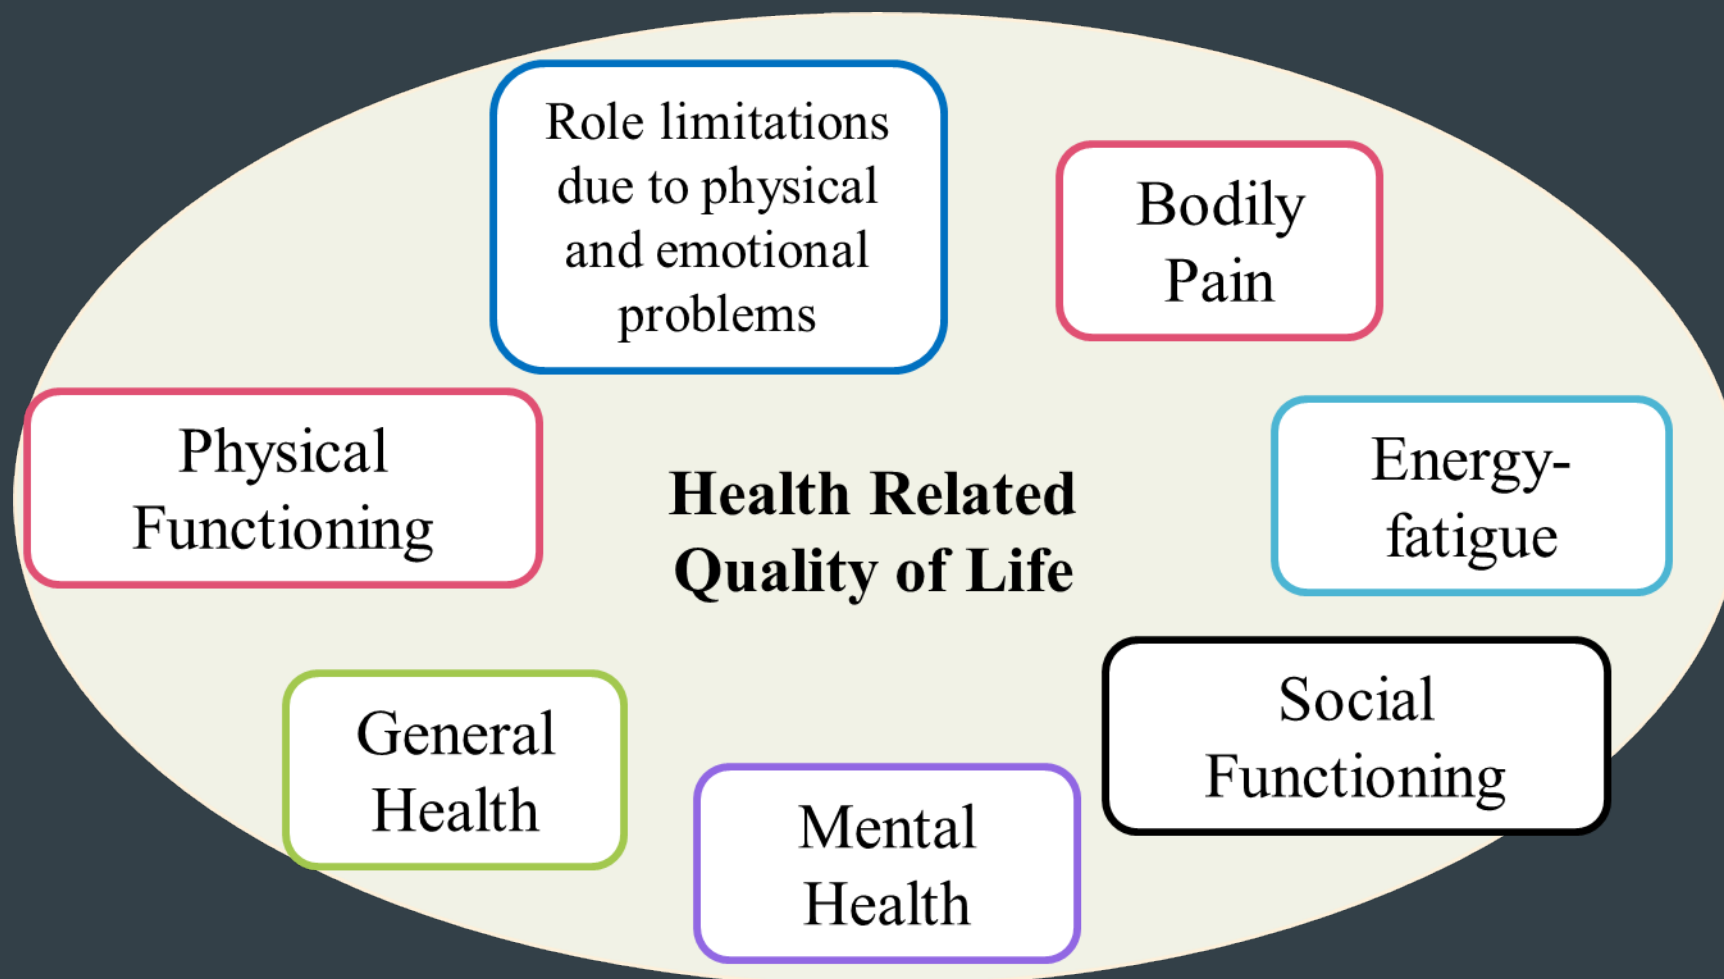 Role limitations
due to physical
and emotional
problems
Bodily
Pain
Physical
Functioning
Health Related
Quality of Life
Energy-
fatigue
General
Health
Mental
Health
Social
Functioning